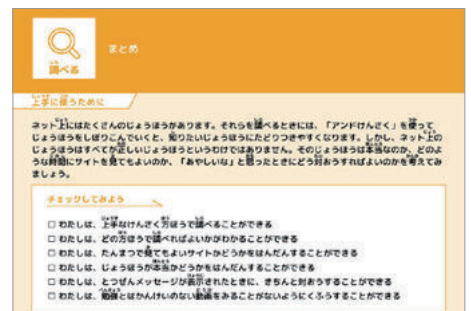 調べる
まとめ
上手に使うために
ネット上にはたくさんのじょうほうがあります。それらを調べるときには、「アンドけんさく」を使って
じょうほうをしぼりこんでいくと、知りたいじょうほうにたどりつきやすくなります。しかし、ネット上の
じょうほうはすべてが正しいじょうほうというわけではありません。そのじょうほうは本当なのか、どのよ
うな時間にサイトを見てもよいのか、「あやしいな」と思ったときにどう対おうすればよいのかを考えてみ
ましょう。
チェックしてみよう
□ わたしは、上手なけんさく方ほうで調べることができる
□ わたしは、どの方ほうで調べればよいかがわかることができる
□ わたしは、たんまつで見てもよいサイトかどうかをはんだんすることができる
□ わたしは、じょうほうが本当かどうかをはんだんすることができる
□ わたしは、とつぜんメッセージが表示されたときに、きちんと対おうすることができる
□ わたしは、勉強とはかんけいのない動画をみることがないようにくふうすることができる